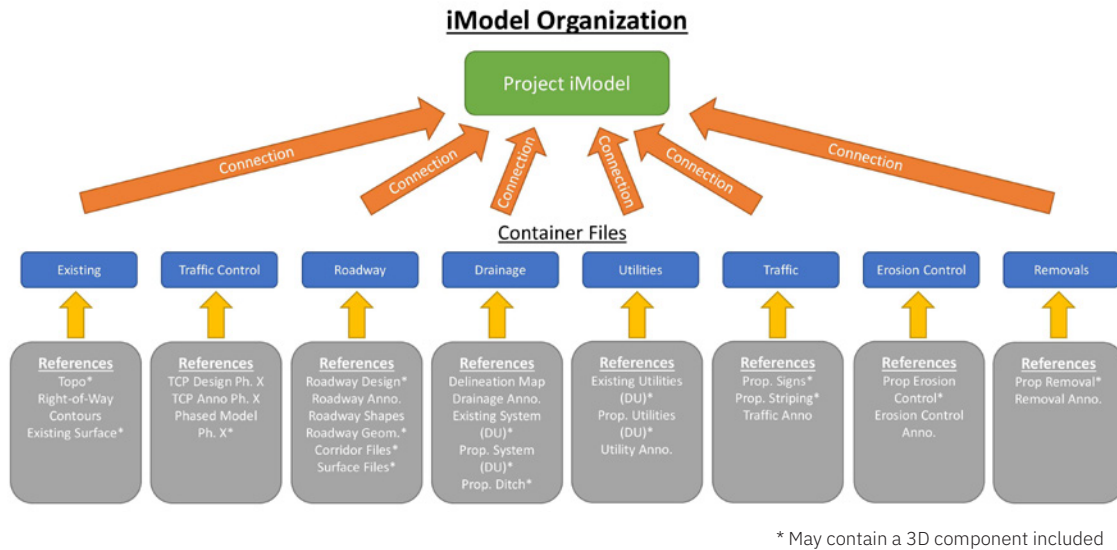 iModel Organization
Project iModel
Connection
Connection
Connection
Connection
Connection
Connection
Container Files
Existing
Traffic Control
Roadway
Drainage
Utilities
Traffic
Erosion Control
Removals
References
Topo*
Right-of-Way
Contours
Existing Surface*
References
TCP Design Ph. X
TCP Anno Ph. X
Phased Model
Ph. X*
References
Roadway Design*
Roadway Anno.
Roadway Shapes
Roadway Geom.*
Corridor Files*
Surface Files*
References
Delineation Map
Drainage Anno.
Existing System
(DU)*
Prop. System
(DU)*
Prop. Ditch*
References
Existing Utilities
(DU)*
Prop. Utilities
(DU)*
Utility Anno.
References
Prop. Signs*
Prop. Striping*
Traffic Anno
References
Prop Erosion
Control*
Erosion Control
Anno.
References
Prop Removal*
Removal Anno.
* May contain a 3D component included